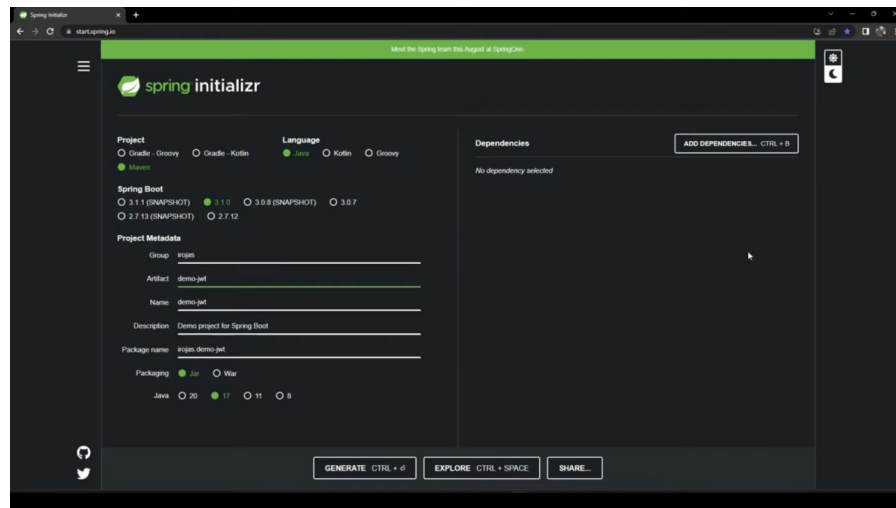 Spring Initializr
start.spring.io
Meet the Spring team this August at SpringOne.
spring initializr
Project
Language
Gradle - Groovy Gradle - Kotlin
Java Kotlin Groovy
Maven
Spring Boot
3.1.1 (SNAPSHOT) 3.1.0 3.0.8 (SNAPSHOT) 3.0.7
2.7.13 (SNAPSHOT) 2.7.12
Project Metadata
Group irojas
Artifact demo-jwt
Name demo-jwt
Description Demo project for Spring Boot
Package name irojas.demo-jwt
Packaging Jar War
Java 20 17 11 8
Dependencies
ADD DEPENDENCIES... CTRL + B
No dependency selected
GENERATE CTRL + ⏎
EXPLORE CTRL + SPACE
SHARE...